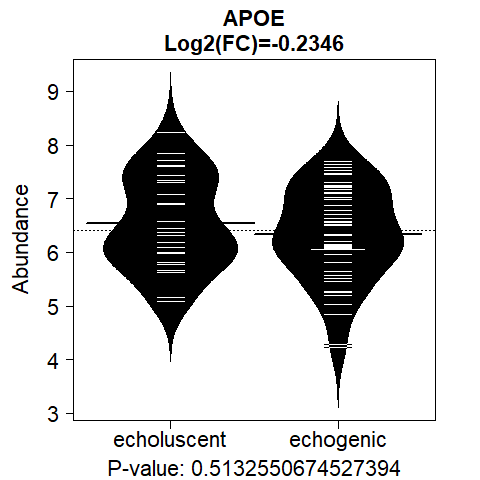 APOE
Log2(FC)=-0.2346
Abundance
9
8
7
6
5
4
3
echoluscent echogenic
P-value: 0.5132550674527394